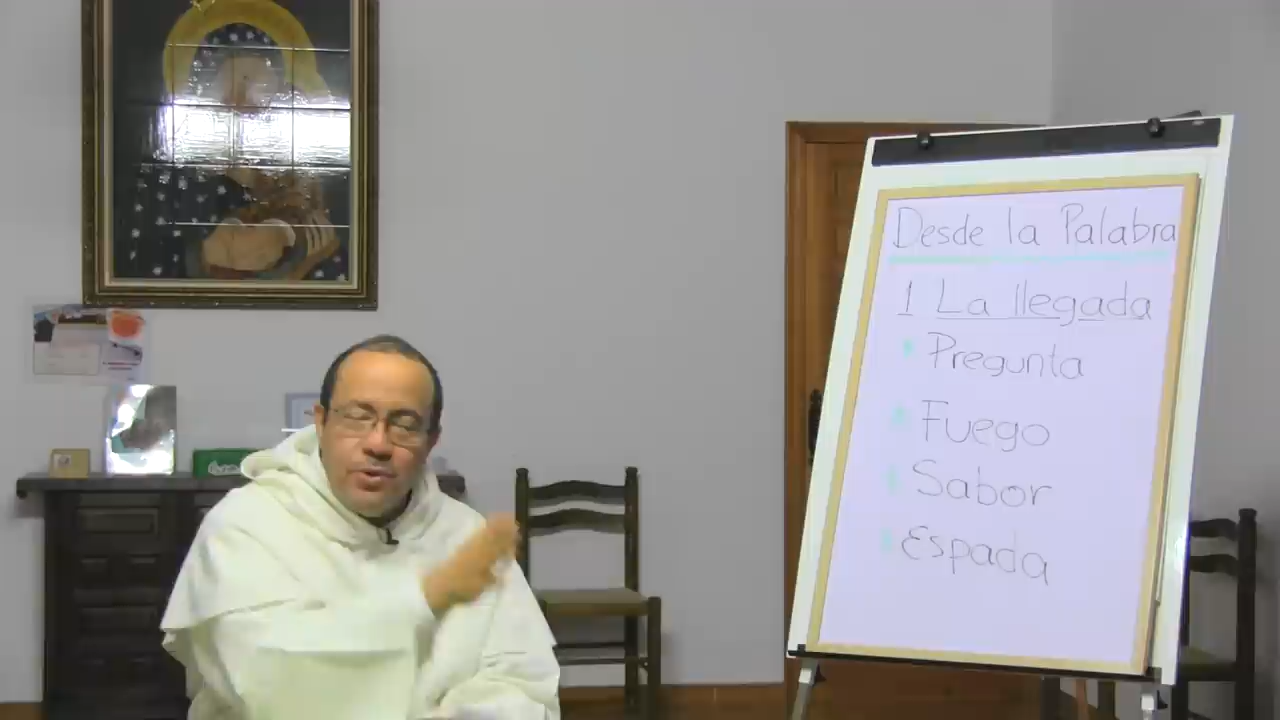 Desde la Palabra
1 La llegada
Pregunta
Fuego
Sabor
Espada